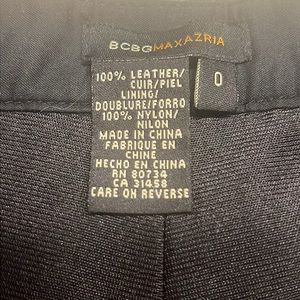 BCBGMAXAZRIA
0
100% LEATHER/
CUIR/PIEL
LINING/
DOUBLURE/FORRO
100% NYLON/
NILON
MADE IN CHINA
FABRIQUE EN
CHINE
HECHO EN CHINA
RN 80734
CA 31458
CARE ON REVERSE